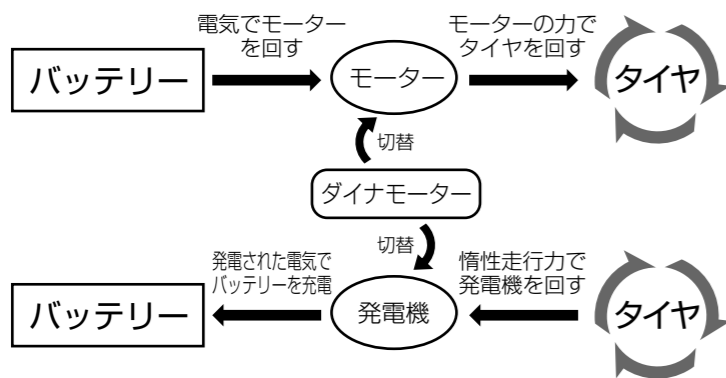 電気でモーター
を回す
モーターの力で
タイヤを回す
バッテリー
モーター
タイヤ
切替
ダイナモーター
切替
発電された電気で
バッテリーを充電
惰性走行力で
発電機を回す
バッテリー
発電機
タイヤ